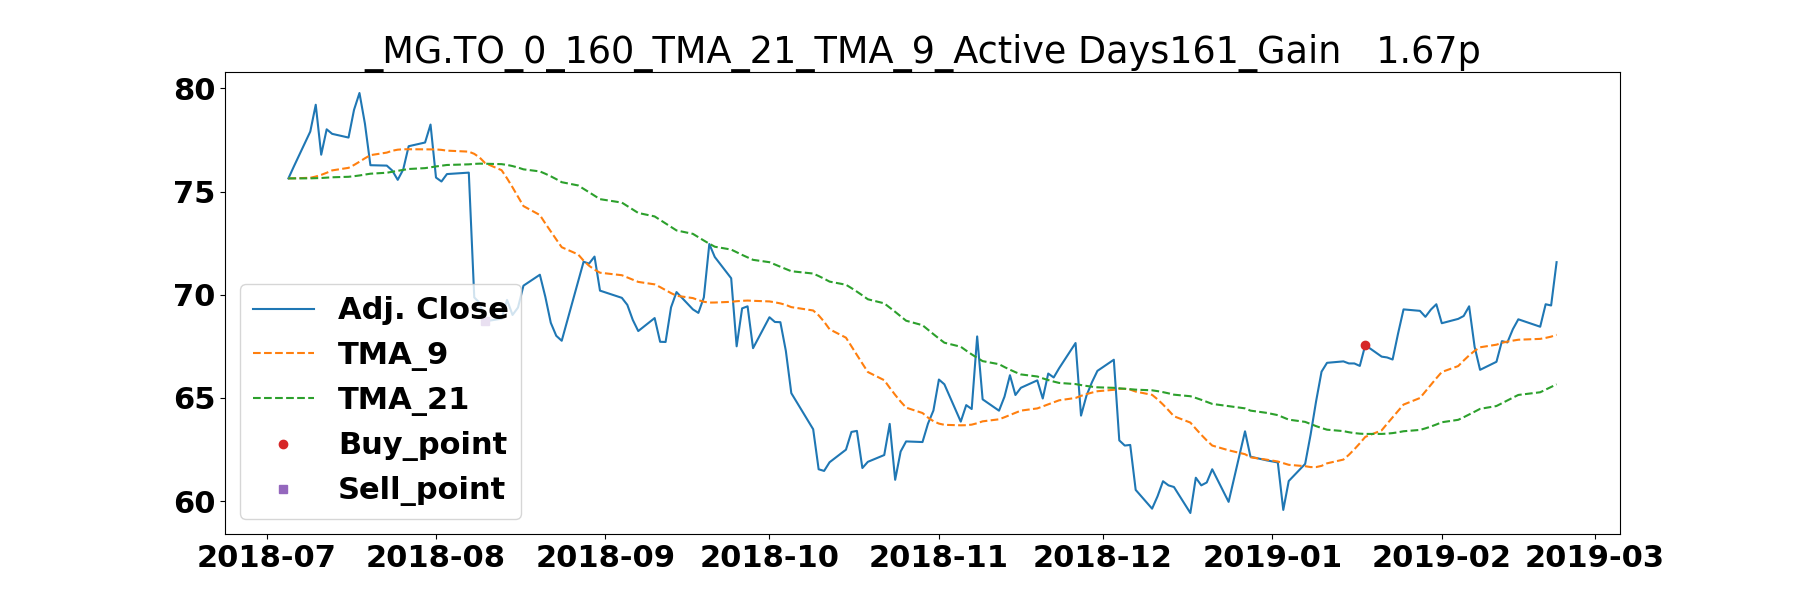 _MG.TO_0_160_TMA_21_TMA_9_Active Days161_Gain   1.67p
80
75
70
65
60
Adj. Close
TMA_9
TMA_21
Buy_point
Sell_point
2018-07 2018-08 2018-09 2018-10 2018-11 2018-12 2019-01 2019-02 2019-03